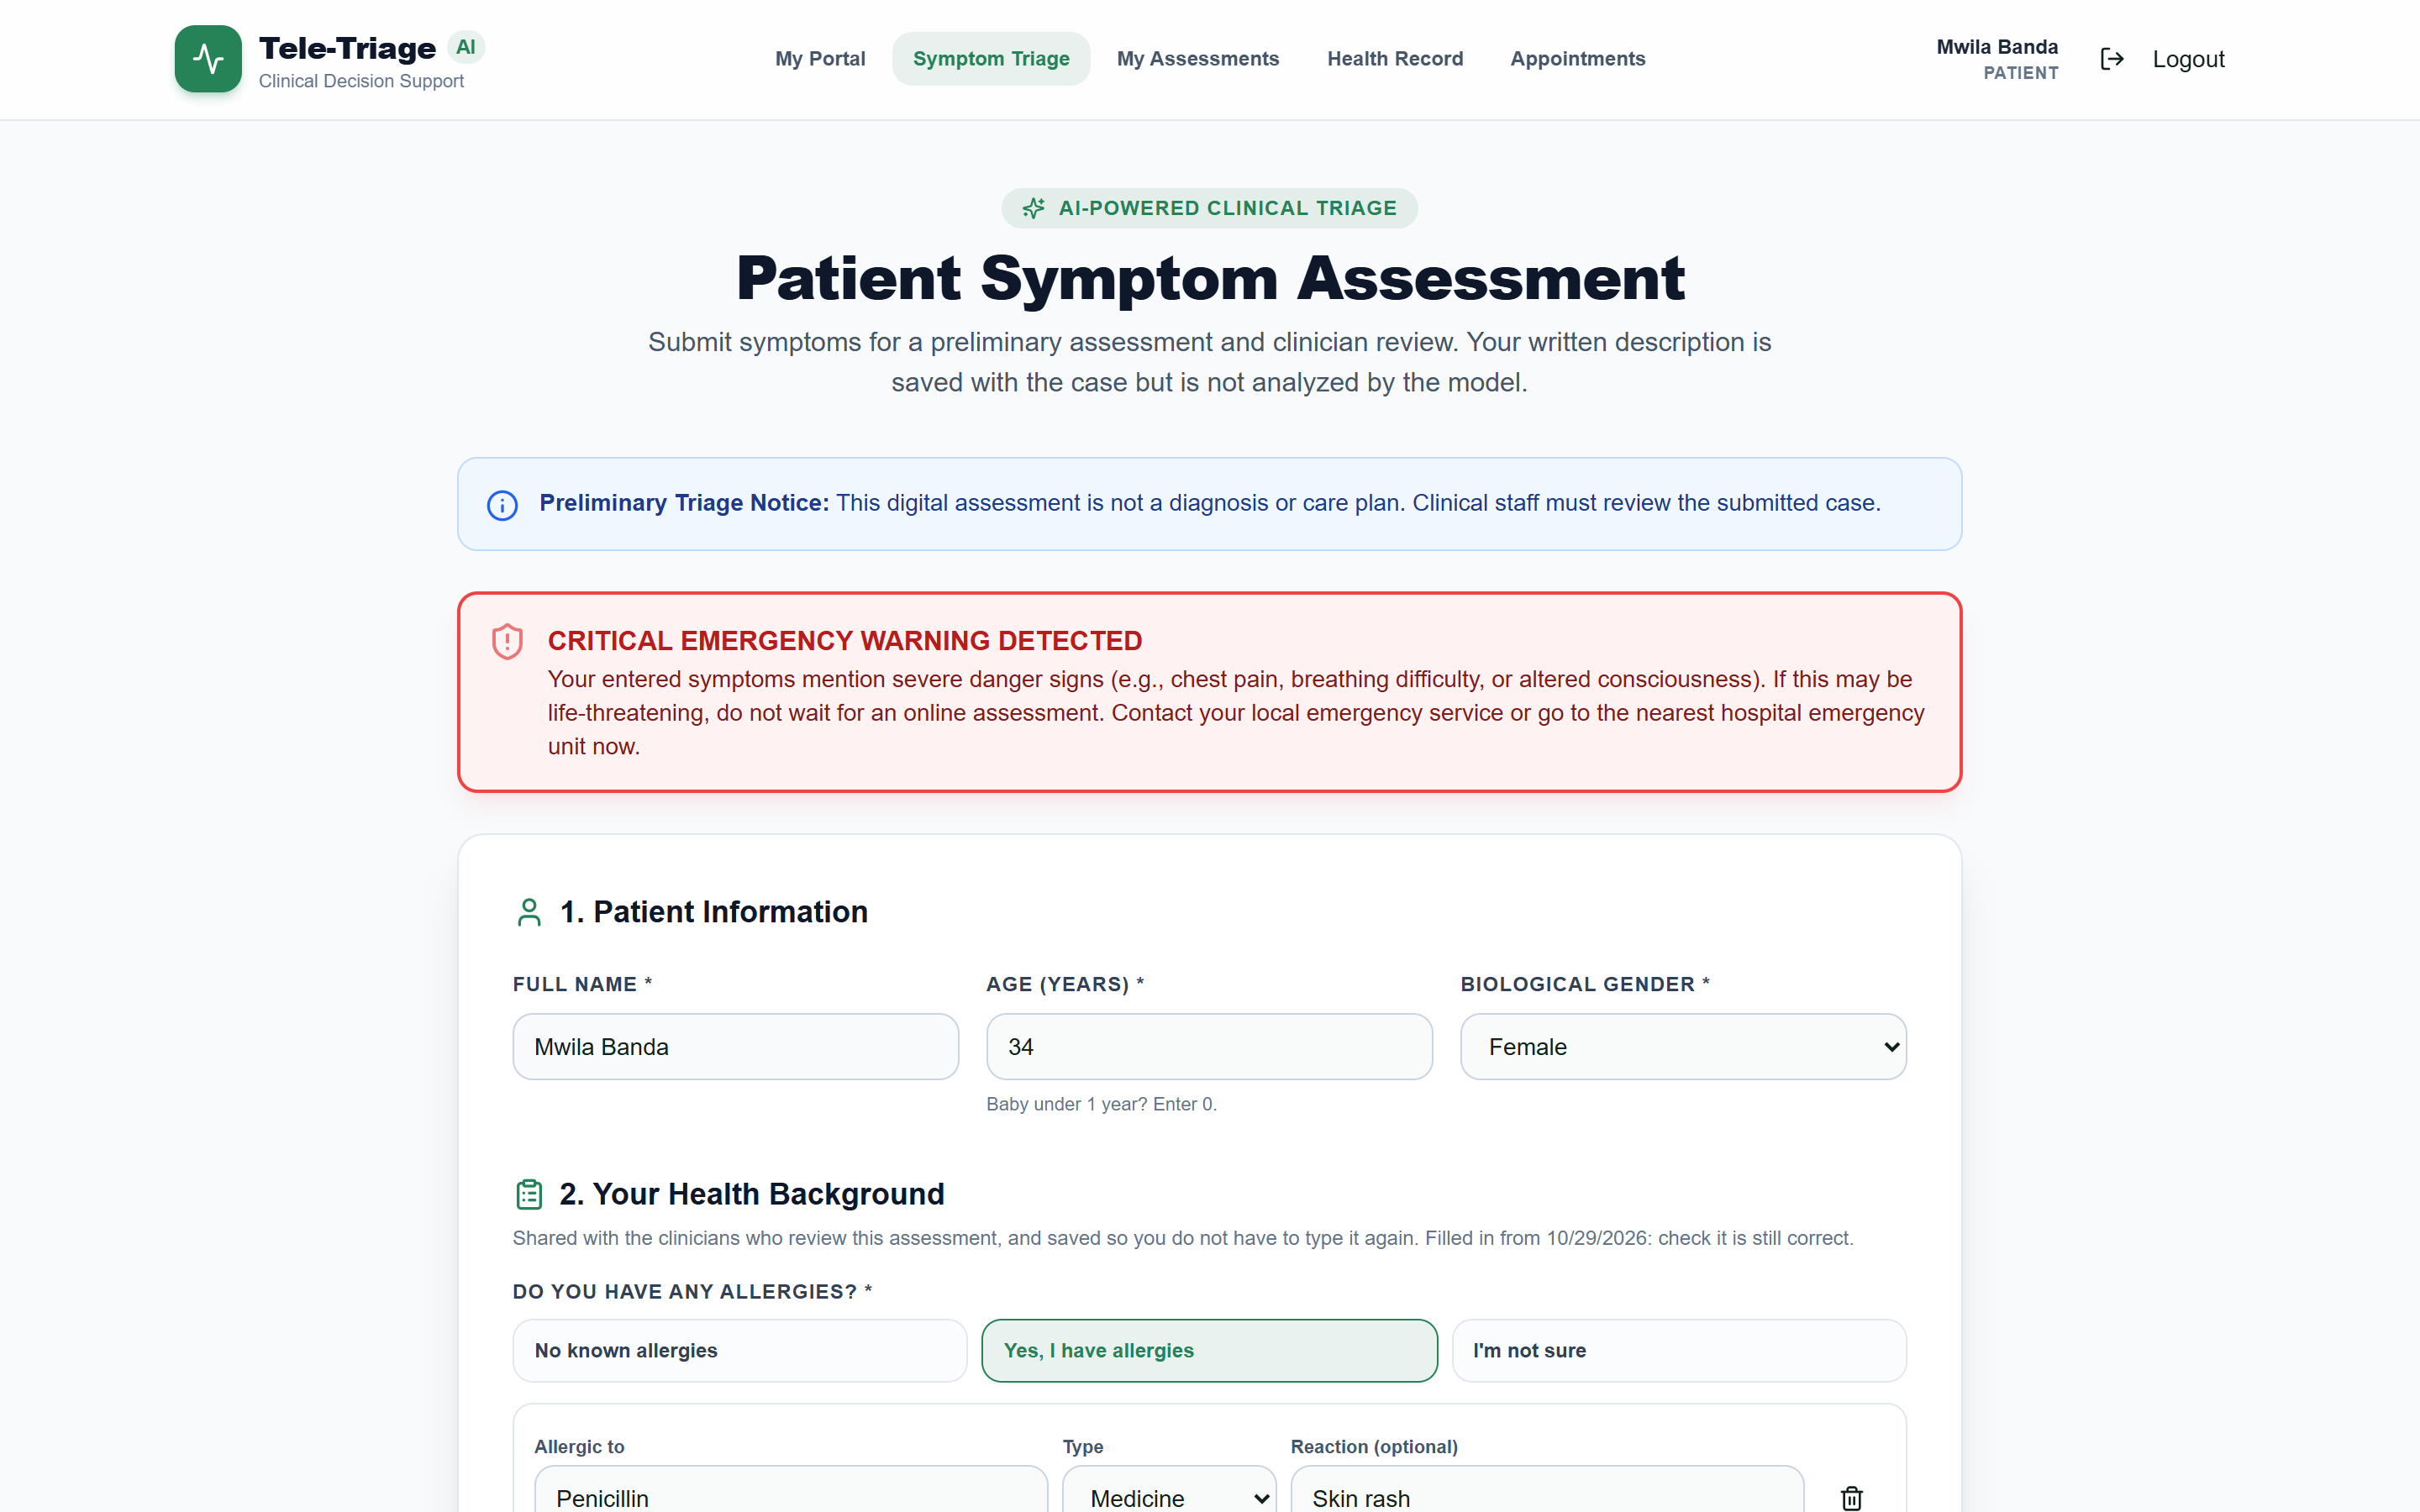 Tele-Triage AI
Clinical Decision Support
My Portal
Symptom Triage
My Assessments
Health Record
Appointments
Mwila Banda
PATIENT
Logout
AI-POWERED CLINICAL TRIAGE
Patient Symptom Assessment
Submit symptoms for a preliminary assessment and clinician review. Your written description is
saved with the case but is not analyzed by the model.
Preliminary Triage Notice: This digital assessment is not a diagnosis or care plan. Clinical staff must review the submitted case.
CRITICAL EMERGENCY WARNING DETECTED
Your entered symptoms mention severe danger signs (e.g., chest pain, breathing difficulty, or altered consciousness). If this may be
life-threatening, do not wait for an online assessment. Contact your local emergency service or go to the nearest hospital emergency
unit now.
1. Patient Information
FULL NAME *
AGE (YEARS) *
BIOLOGICAL GENDER *
Mwila Banda
34
Female
Baby under 1 year? Enter 0.
2. Your Health Background
Shared with the clinicians who review this assessment, and saved so you do not have to type it again. Filled in from 10/29/2026: check it is still correct.
DO YOU HAVE ANY ALLERGIES? *
No known allergies
Yes, I have allergies
I'm not sure
Allergic to
Type
Reaction (optional)
Penicillin
Medicine
Skin rash